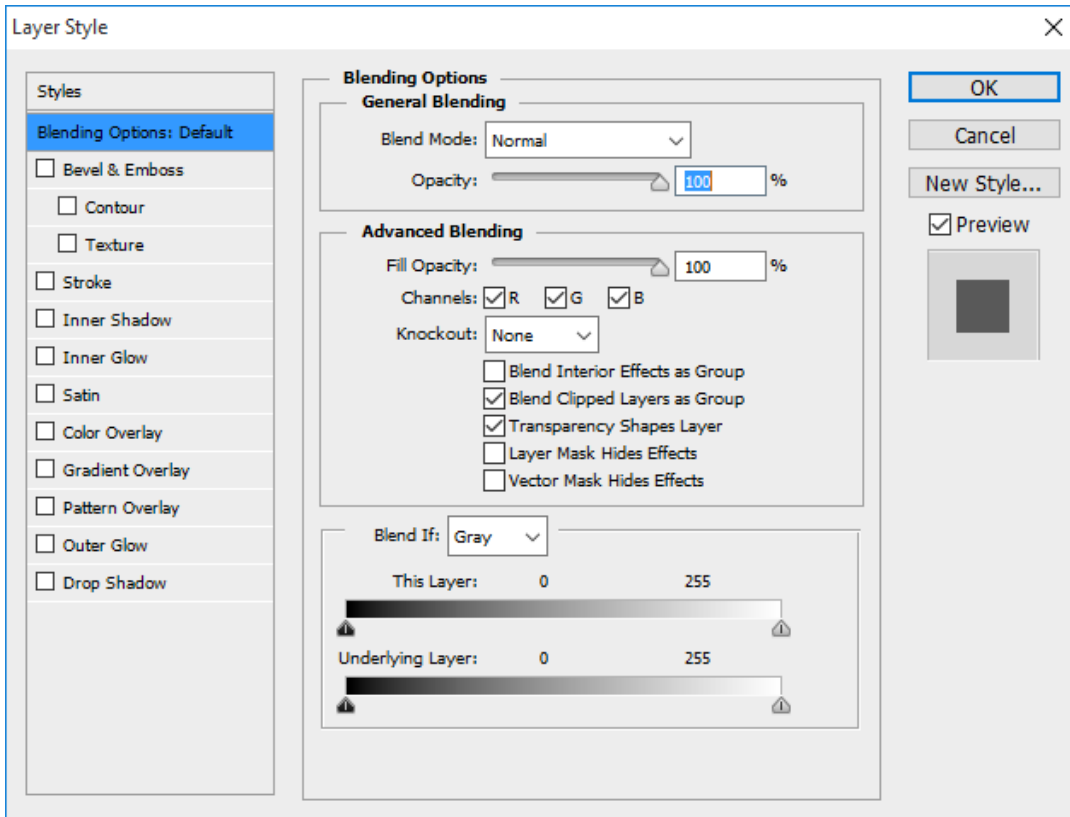 Layer Style
Styles
Blending Options: Default
Bevel & Emboss
Contour
Texture
Stroke
Inner Shadow
Inner Glow
Satin
Color Overlay
Gradient Overlay
Pattern Overlay
Outer Glow
Drop Shadow
Blending Options
General Blending
Blend Mode: Normal
Opacity: 100 %
Advanced Blending
Fill Opacity: 100 %
Channels: R G B
Knockout: None
Blend Interior Effects as Group
Blend Clipped Layers as Group
Transparency Shapes Layer
Layer Mask Hides Effects
Vector Mask Hides Effects
Blend If: Gray
This Layer: 0 255
Underlying Layer: 0 255
OK
Cancel
New Style...
Preview